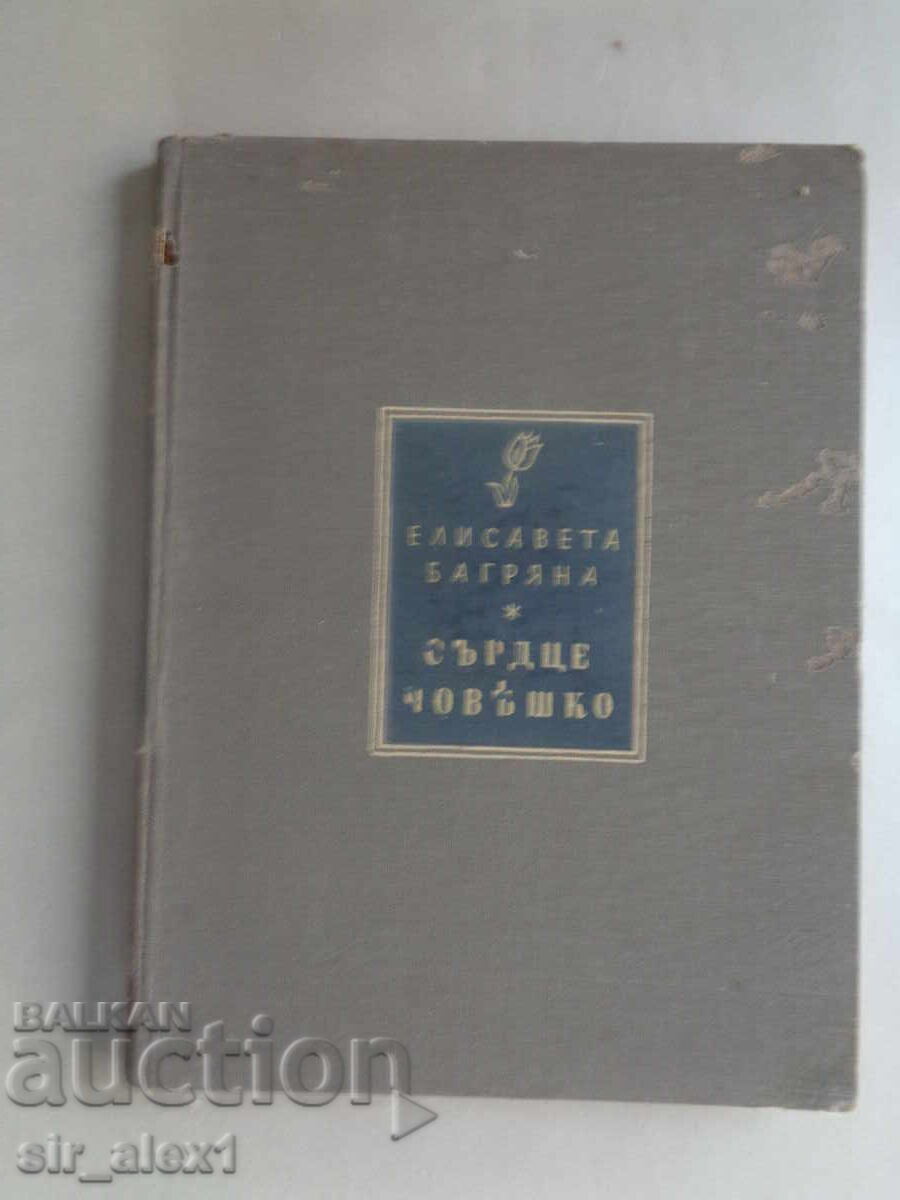 ЕЛИСАВЕТА
БАГРЯНА
*
СЪРДЦЕ
ЧОВѢШКО
BALKAN
auction
sir_alex1